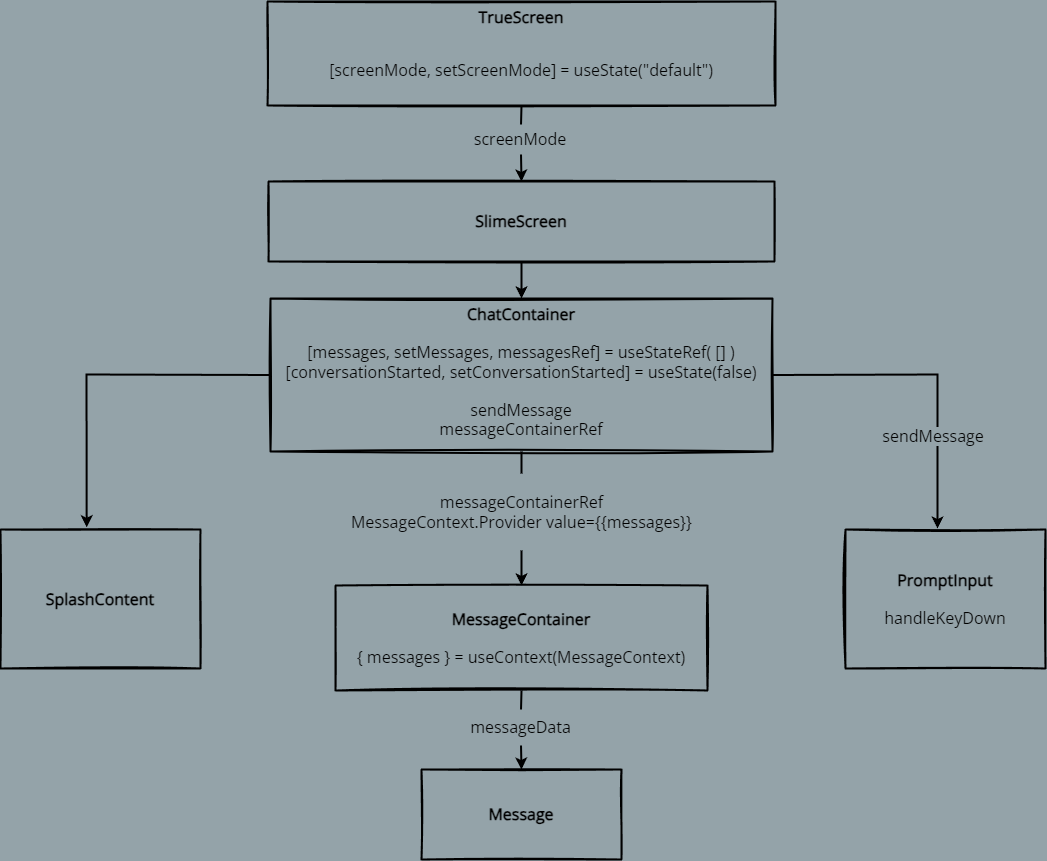 TrueScreen
[screenMode, setScreenMode] = useState("default")
screenMode
SlimeScreen
ChatContainer
[messages, setMessages, messagesRef] = useStateRef( [] )
[conversationStarted, setConversationStarted] = useState(false)
sendMessage
messageContainerRef
sendMessage
messageContainerRef
MessageContext.Provider value={{messages}}
SplashContent
MessageContainer
{ messages } = useContext(MessageContext)
PromptInput
handleKeyDown
messageData
Message